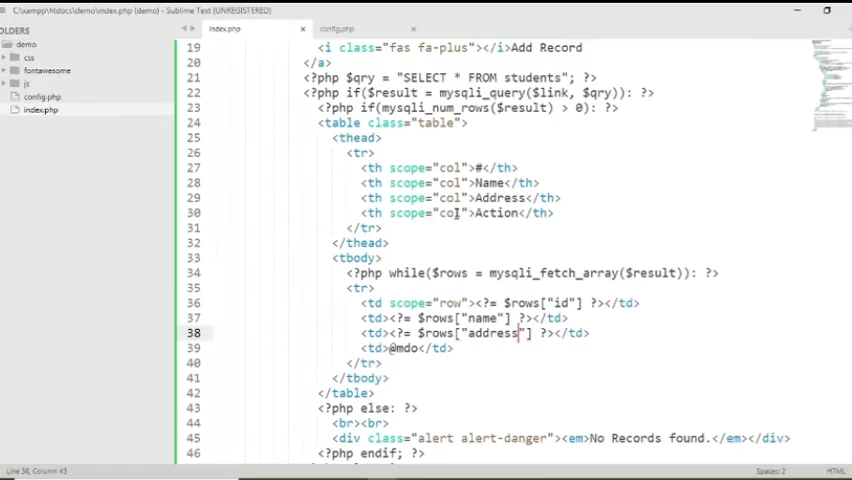 C:\xampp\htdocs\demo\index.php (demo) - Sublime Text (UNREGISTERED)
OLDERS
demo
css
fontawesome
js
config.php
index.php
index.php ×
config.php ×
19 <i class="fas fa-plus"></i>Add Record
20 </a>
21 <?php $qry = "SELECT * FROM students"; ?>
22 <?php if($result = mysqli_query($link, $qry)): ?>
23 <?php if(mysqli_num_rows($result) > 0): ?>
24 <table class="table">
25 <thead>
26 <tr>
27 <th scope="col">#</th>
28 <th scope="col">Name</th>
29 <th scope="col">Address</th>
30 <th scope="col">Action</th>
31 </tr>
32 </thead>
33 <tbody>
34 <?php while($rows = mysqli_fetch_array($result)): ?>
35 <tr>
36 <td scope="row"><?= $rows["id"] ?></td>
37 <td><?= $rows["name"] ?></td>
38 <td><?= $rows["address"] ?></td>
39 <td>@mdo</td>
40 </tr>
41 </tbody>
42 </table>
43 <?php else: ?>
44 <br><br>
45 <div class="alert alert-danger"><em>No Records found.</em></div>
46 <?php endif; ?>
Line 38, Column 43
Spaces: 2
HTML